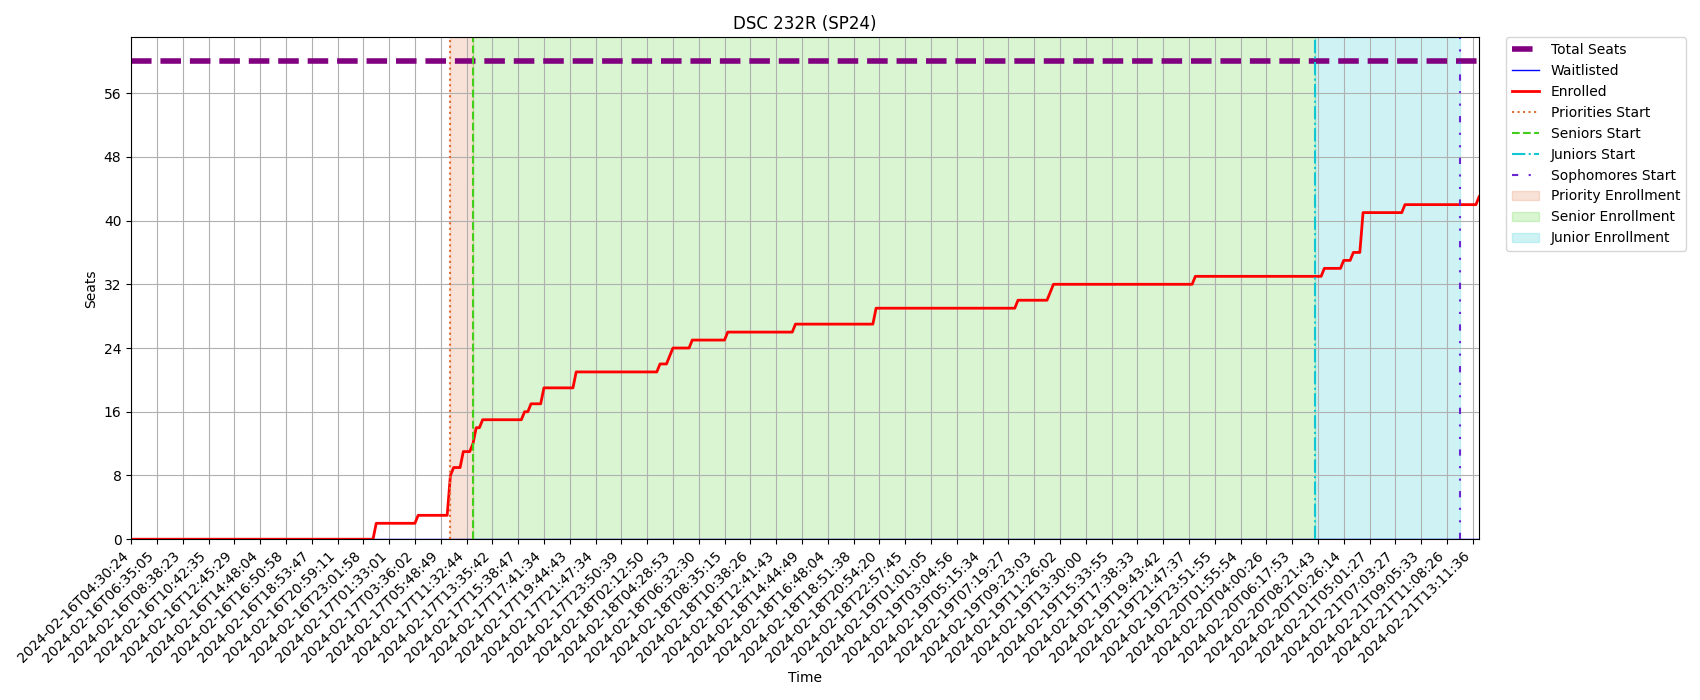 DSC 232R (SP24)
Seats
56
48
40
32
24
16
8
0
2024-02-16T04:30:24
2024-02-16T06:35:05
2024-02-16T08:38:23
2024-02-16T10:42:35
2024-02-16T12:45:29
2024-02-16T14:48:04
2024-02-16T16:50:58
2024-02-16T18:53:47
2024-02-16T20:59:11
2024-02-16T23:01:58
2024-02-17T01:33:01
2024-02-17T03:36:02
2024-02-17T05:48:49
2024-02-17T11:32:44
2024-02-17T13:35:42
2024-02-17T15:38:47
2024-02-17T17:41:34
2024-02-17T19:44:43
2024-02-17T21:47:34
2024-02-17T23:50:39
2024-02-18T02:12:50
2024-02-18T04:28:53
2024-02-18T06:32:30
2024-02-18T08:35:15
2024-02-18T10:38:26
2024-02-18T12:41:43
2024-02-18T14:44:49
2024-02-18T16:48:04
2024-02-18T18:51:38
2024-02-18T20:54:20
2024-02-18T22:57:45
2024-02-19T01:01:05
2024-02-19T03:04:56
2024-02-19T05:15:34
2024-02-19T07:19:27
2024-02-19T09:23:03
2024-02-19T11:26:02
2024-02-19T13:30:00
2024-02-19T15:33:55
2024-02-19T17:38:33
2024-02-19T19:43:42
2024-02-19T21:47:37
2024-02-19T23:51:55
2024-02-20T01:55:54
2024-02-20T04:00:26
2024-02-20T06:17:53
2024-02-20T08:21:43
2024-02-20T10:26:14
2024-02-21T05:01:27
2024-02-21T07:03:27
2024-02-21T09:05:33
2024-02-21T11:08:26
2024-02-21T13:11:36
Time
Total Seats
Waitlisted
Enrolled
Priorities Start
Seniors Start
Juniors Start
Sophomores Start
Priority Enrollment
Senior Enrollment
Junior Enrollment